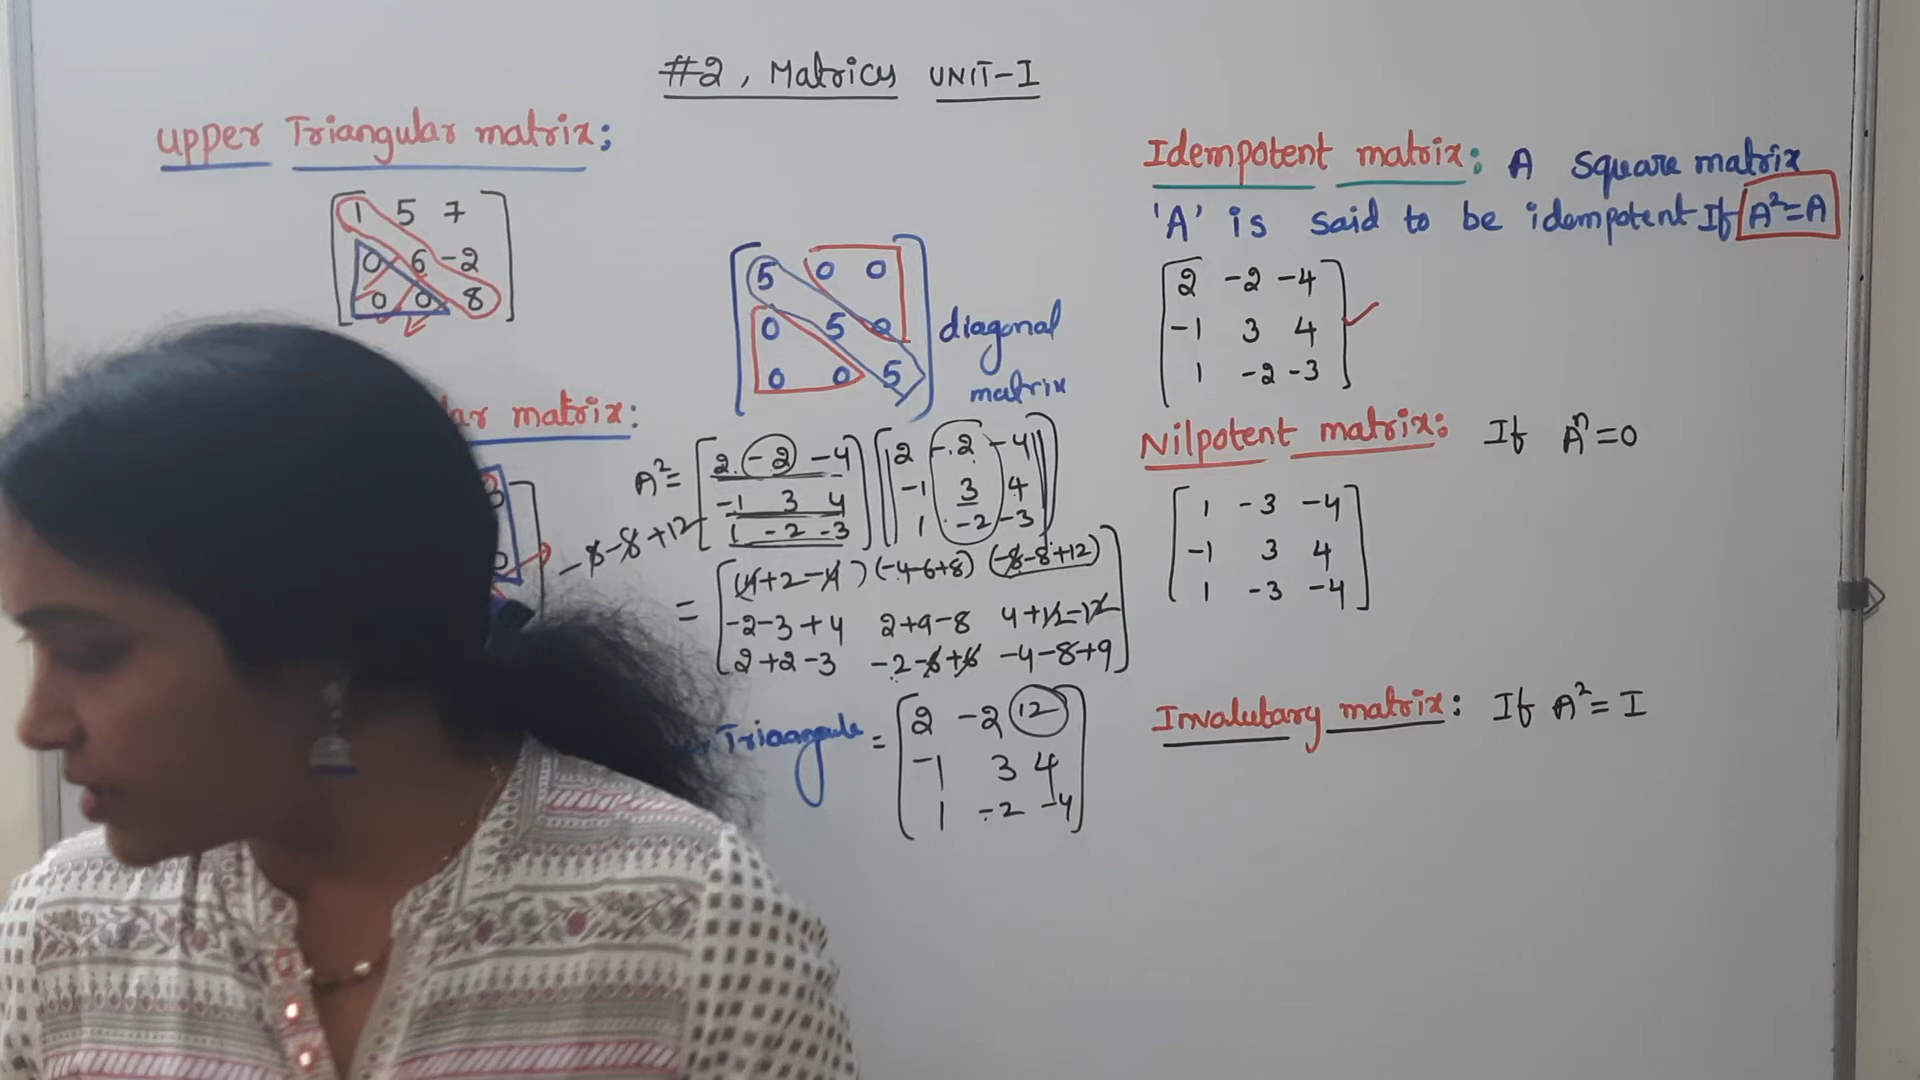 #2, Matricy UNIT-I
Upper Triangular matrix:
1 5 7
0 6 -2
0 0 8
matrix:
5 0 0
0 5 0
0 0 5
diagonal
matrix
A²= [2 -2 -4] [2 -2 -4]
-1 3 4 -1 3 4
1 -2 -3 1 -2 -3
-8-8+12
= (4+2-4) (-4-6+8) (-8-8+12)
-2-3+4 2+9-8 4+12-12
2+2-3 -2-6+6 -4-8+9
Triangule = 2 -2 12
-1 3 4
1 -2 -4
Idempotent matrix: A square matrix
'A' is said to be idempotent If A²=A
2 -2 -4
-1 3 4
1 -2 -3
Nilpotent matrix: If Aⁿ=0
1 -3 -4
-1 3 4
1 -3 -4
Involutary matrix: If A²= I